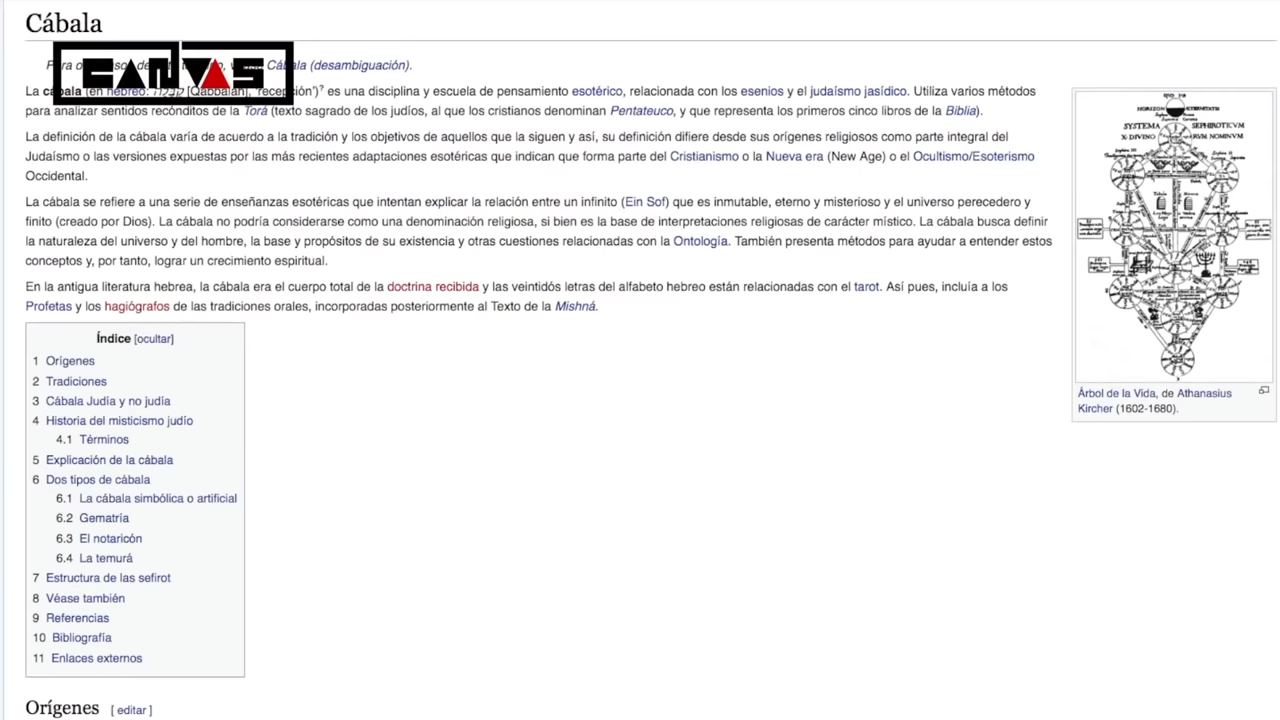 Cábala
CANVAS
Cábala (desambiguación).
La cábala (en hebreo: קַבָּלָה [Qabbalah], 'recepción')? es una disciplina y escuela de pensamiento esotérico, relacionada con los esenios y el judaísmo jasídico. Utiliza varios métodos
para analizar sentidos recónditos de la Torá (texto sagrado de los judíos, al que los cristianos denominan Pentateuco, y que representa los primeros cinco libros de la Biblia).
La definición de la cábala varía de acuerdo a la tradición y los objetivos de aquellos que la siguen y así, su definición difiere desde sus orígenes religiosos como parte integral del
Judaísmo o las versiones expuestas por las más recientes adaptaciones esotéricas que indican que forma parte del Cristianismo o la Nueva era (New Age) o el Ocultismo/Esoterismo
Occidental.
La cábala se refiere a una serie de enseñanzas esotéricas que intentan explicar la relación entre un infinito (Ein Sof) que es inmutable, eterno y misterioso y el universo perecedero y
finito (creado por Dios). La cábala no podría considerarse como una denominación religiosa, si bien es la base de interpretaciones religiosas de carácter místico. La cábala busca definir
la naturaleza del universo y del hombre, la base y propósitos de su existencia y otras cuestiones relacionadas con la Ontología. También presenta métodos para ayudar a entender estos
conceptos y, por tanto, lograr un crecimiento espiritual.
En la antigua literatura hebrea, la cábala era el cuerpo total de la doctrina recibida y las veintidós letras del alfabeto hebreo están relacionadas con el tarot. Así pues, incluía a los
Profetas y los hagiógrafos de las tradiciones orales, incorporadas posteriormente al Texto de la Mishná.
Índice [ocultar]
1 Orígenes
2 Tradiciones
3 Cábala Judía y no judía
4 Historia del misticismo judío
4.1 Términos
5 Explicación de la cábala
6 Dos tipos de cábala
6.1 La cábala simbólica o artificial
6.2 Gematría
6.3 El notaricón
6.4 La temurá
7 Estructura de las sefirot
8 Véase también
9 Referencias
10 Bibliografía
11 Enlaces externos
Orígenes [ editar ]
HORIZON ÆTERNITATIS
SYSTEMA SEPHIROTICVM
X DIVINO RVM NOMINVM
Árbol de la Vida, de Athanasius
Kircher (1602-1680).